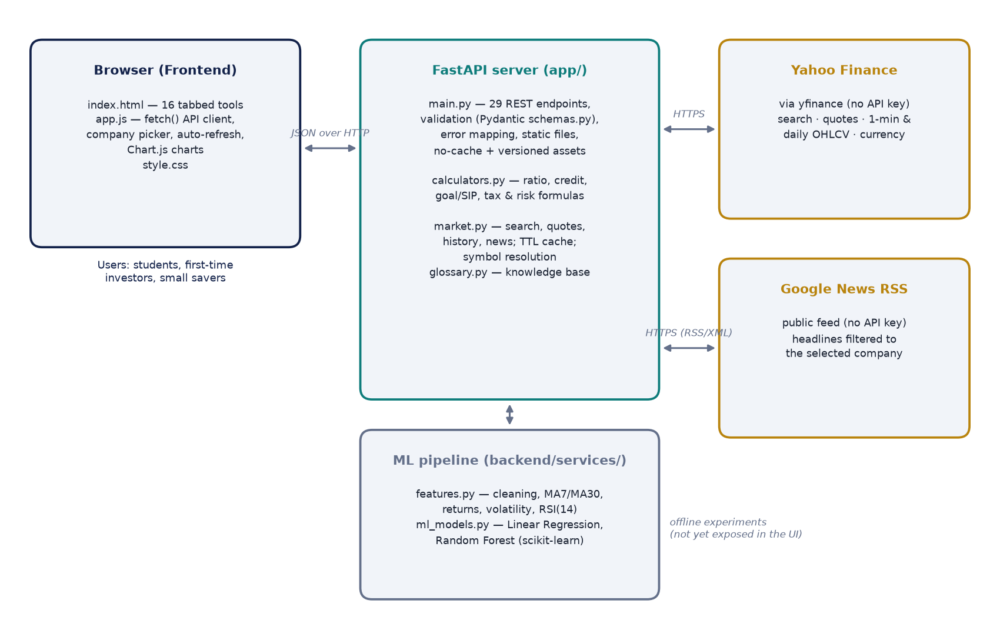 Browser (Frontend)
index.html — 16 tabbed tools
app.js — fetch() API client,
company picker, auto-refresh,
Chart.js charts
style.css
Users: students, first-time
investors, small savers
JSON over HTTP
FastAPI server (app/)
main.py — 29 REST endpoints,
validation (Pydantic schemas.py),
error mapping, static files,
no-cache + versioned assets
calculators.py — ratio, credit,
goal/SIP, tax & risk formulas
market.py — search, quotes,
history, news; TTL cache;
symbol resolution
glossary.py — knowledge base
HTTPS
Yahoo Finance
via yfinance (no API key)
search · quotes · 1-min &
daily OHLCV · currency
HTTPS (RSS/XML)
Google News RSS
public feed (no API key)
headlines filtered to
the selected company
ML pipeline (backend/services/)
features.py — cleaning, MA7/MA30,
returns, volatility, RSI(14)
ml_models.py — Linear Regression,
Random Forest (scikit-learn)
offline experiments
(not yet exposed in the UI)